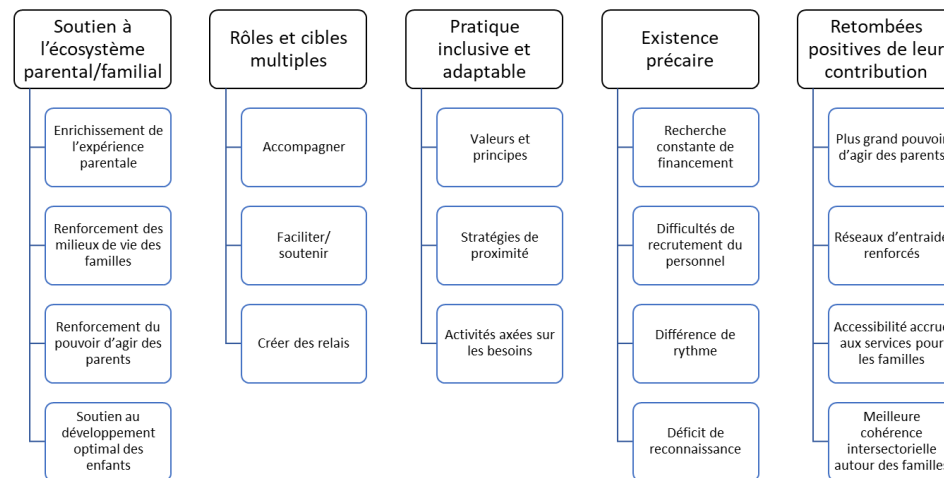 Soutien à
l'écosystème
parental/familial
Enrichissement de
l'expérience
parentale
Renforcement des
milieux de vie des
familles
Renforcement du
pouvoir d'agir des
parents
Soutien au
développement
optimal des
enfants
Rôles et cibles
multiples
Accompagner
Faciliter/
soutenir
Créer des relais
Pratique
inclusive et
adaptable
Valeurs et
principes
Stratégies de
proximité
Activités axées sur
les besoins
Existence
précaire
Recherche
constante de
financement
Difficultés de
recrutement du
personnel
Différence de
rythme
Déficit de
reconnaissance
Retombées
positives de leur
contribution
Plus grand pouvoir
d'agir des parents
Réseaux d'entraide
renforcés
Accessibilité accrue
aux services pour
les familles
Meilleure
cohérence
intersectorielle
autour des familles